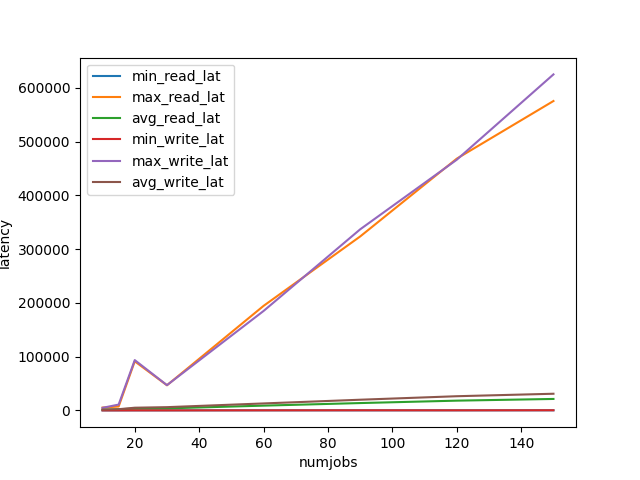 min_read_lat
max_read_lat
avg_read_lat
min_write_lat
max_write_lat
avg_write_lat
600000
500000
400000
300000
200000
100000
0
latency
20 40 60 80 100 120 140
numjobs